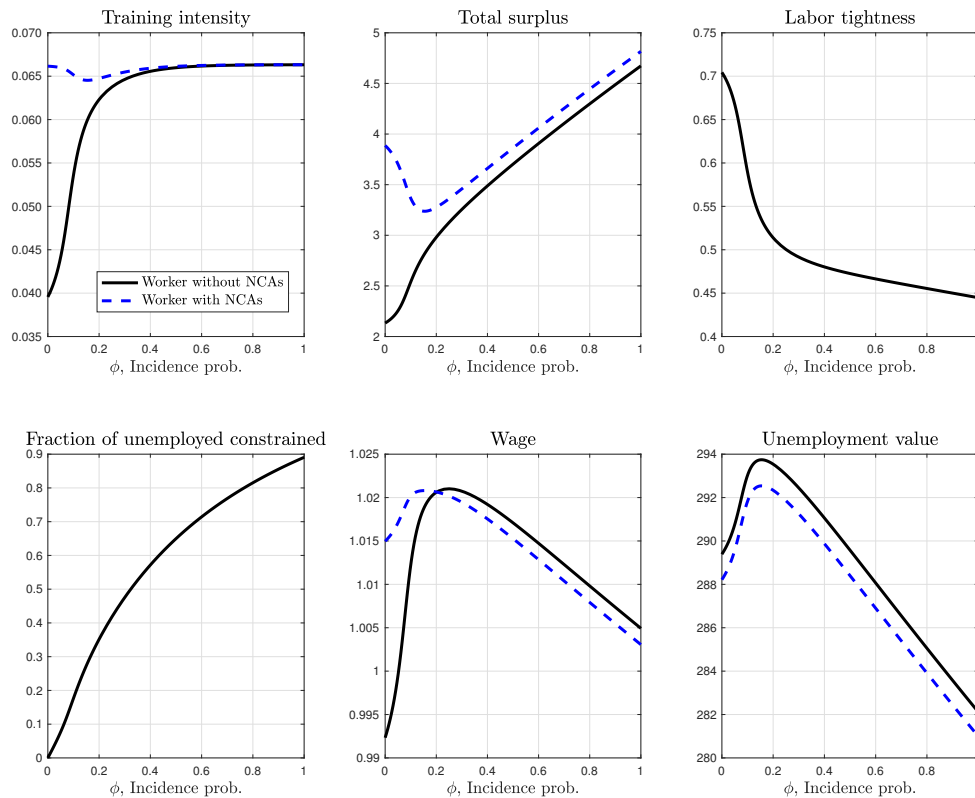 Training intensity
0.070
0.065
0.060
0.055
0.050
0.045
0.040
0.035
Worker without NCAs
Worker with NCAs
0 0.2 0.4 0.6 0.8 1
ϕ, Incidence prob.
Total surplus
5
4.5
4
3.5
3
2.5
2
0 0.2 0.4 0.6 0.8 1
ϕ, Incidence prob.
Labor tightness
0.75
0.7
0.65
0.6
0.55
0.5
0.45
0.4
0 0.2 0.4 0.6 0.8 1
ϕ, Incidence prob.
Fraction of unemployed constrained
0.9
0.8
0.7
0.6
0.5
0.4
0.3
0.2
0.1
0
0 0.2 0.4 0.6 0.8 1
ϕ, Incidence prob.
Wage
1.025
1.02
1.015
1.01
1.005
1
0.995
0.99
0 0.2 0.4 0.6 0.8 1
ϕ, Incidence prob.
Unemployment value
294
292
290
288
286
284
282
280
0 0.2 0.4 0.6 0.8 1
ϕ, Incidence prob.